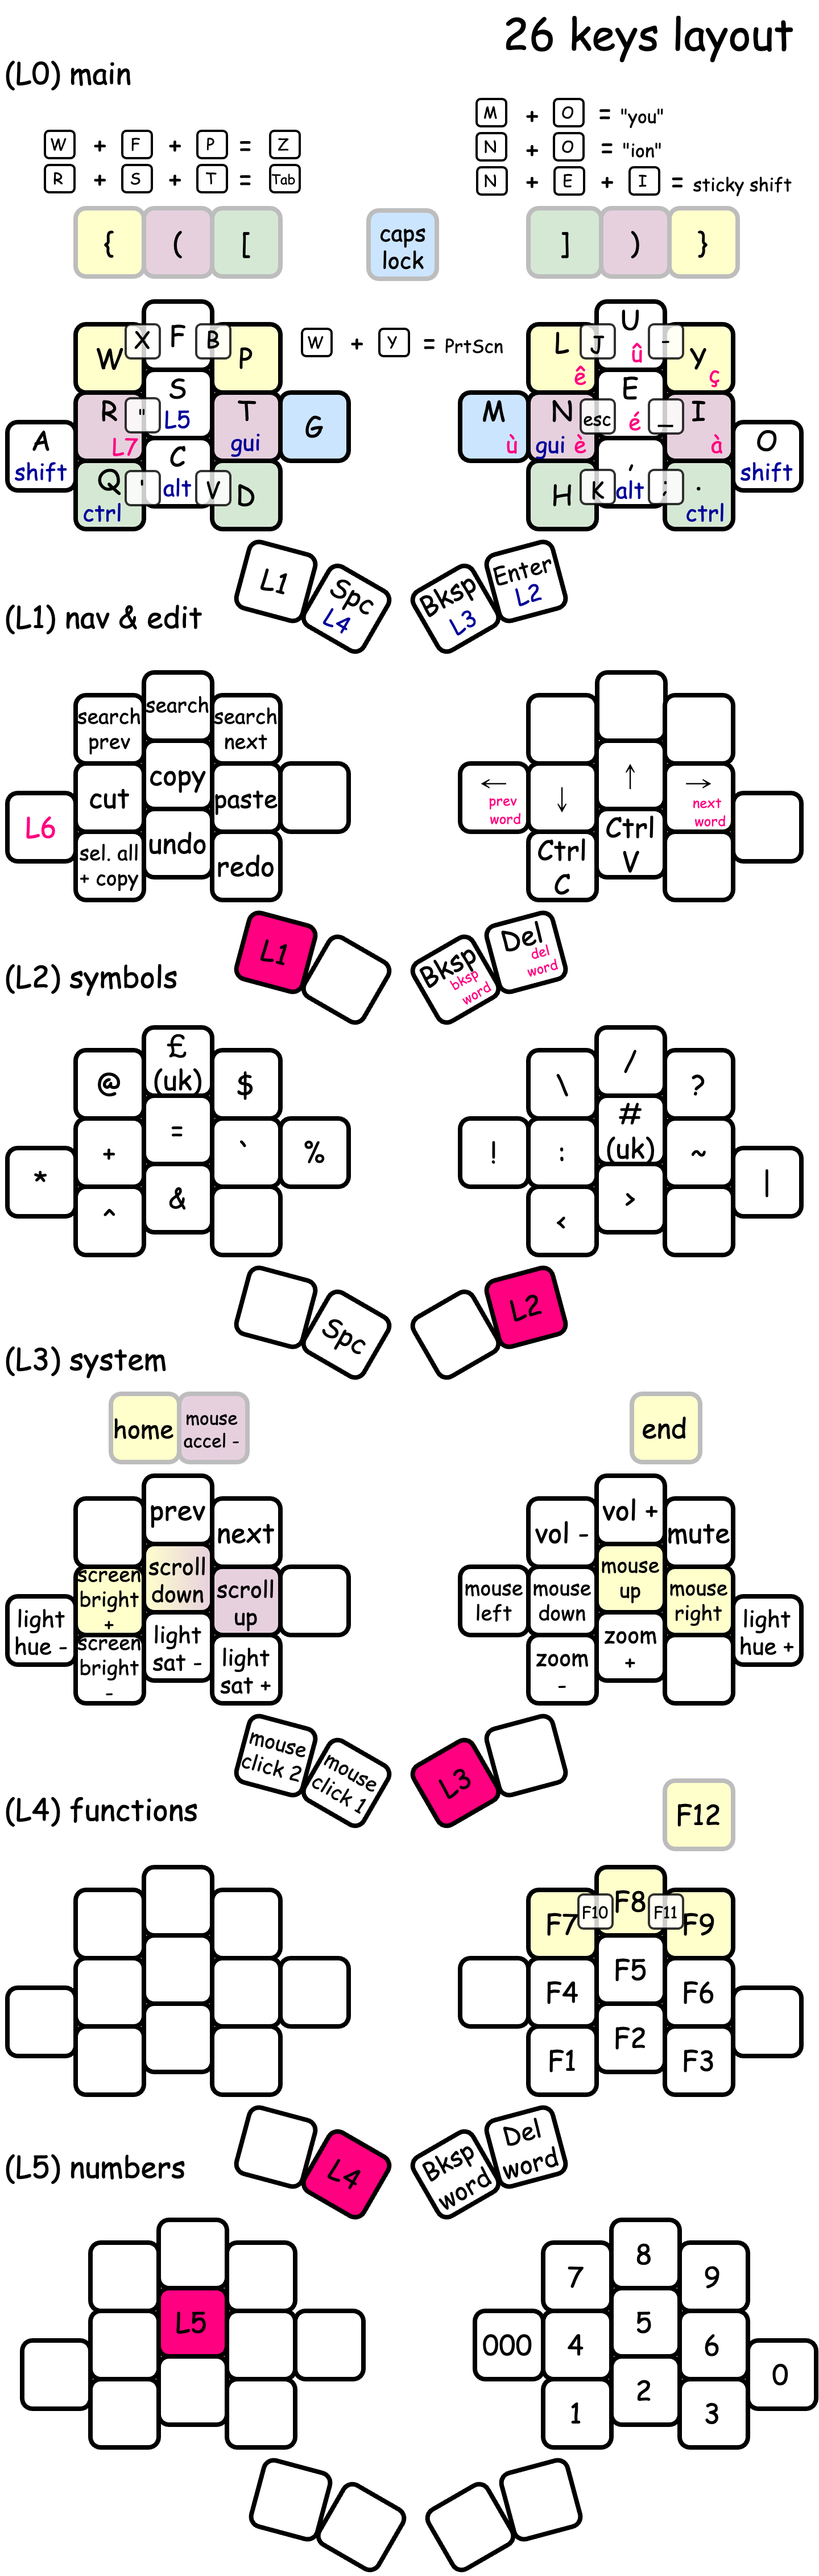 26 keys layout
(L0) main
M + O = "you"
W + F + P = Z
N + O = "ion"
R + S + T = Tab
N + E + I = sticky shift
{ ( [
caps
lock
] ) }
W X F B P
W + Y = PrtScn
L ê J U û - Y ç
A shift
R L7 " S L5 T gui G
M ù N gui è esc E é _ I à
O shift
Q ctrl ' C alt V D
H K , alt ; . ctrl
L1 Spc L4
Bksp L3 Enter L2
(L1) nav & edit
search prev
search
search next
L6
cut
copy
paste
←
prev
word
↓
↑
→
next
word
sel. all
+ copy
undo
redo
Ctrl
C
Ctrl
V
L1
Bksp
bksp
word
Del
del
word
(L2) symbols
@
£
(uk)
$
\
/
?
*
+
=
`
%
!
:
#
(uk)
~
|
^
&
<
>
Spc
L2
(L3) system
home
mouse
accel -
end
prev
next
vol -
vol +
mute
light
hue -
screen
bright
+
scroll
down
scroll
up
mouse
left
mouse
down
mouse
up
mouse
right
light
hue +
screen
bright
-
light
sat -
light
sat +
zoom
-
zoom
+
mouse
click 2
mouse
click 1
L3
(L4) functions
F12
F7 F10 F8 F11 F9
F4 F5 F6
F1 F2 F3
L4
Bksp
word
Del
word
(L5) numbers
7 8 9
L5
000 4 5 6 0
1 2 3